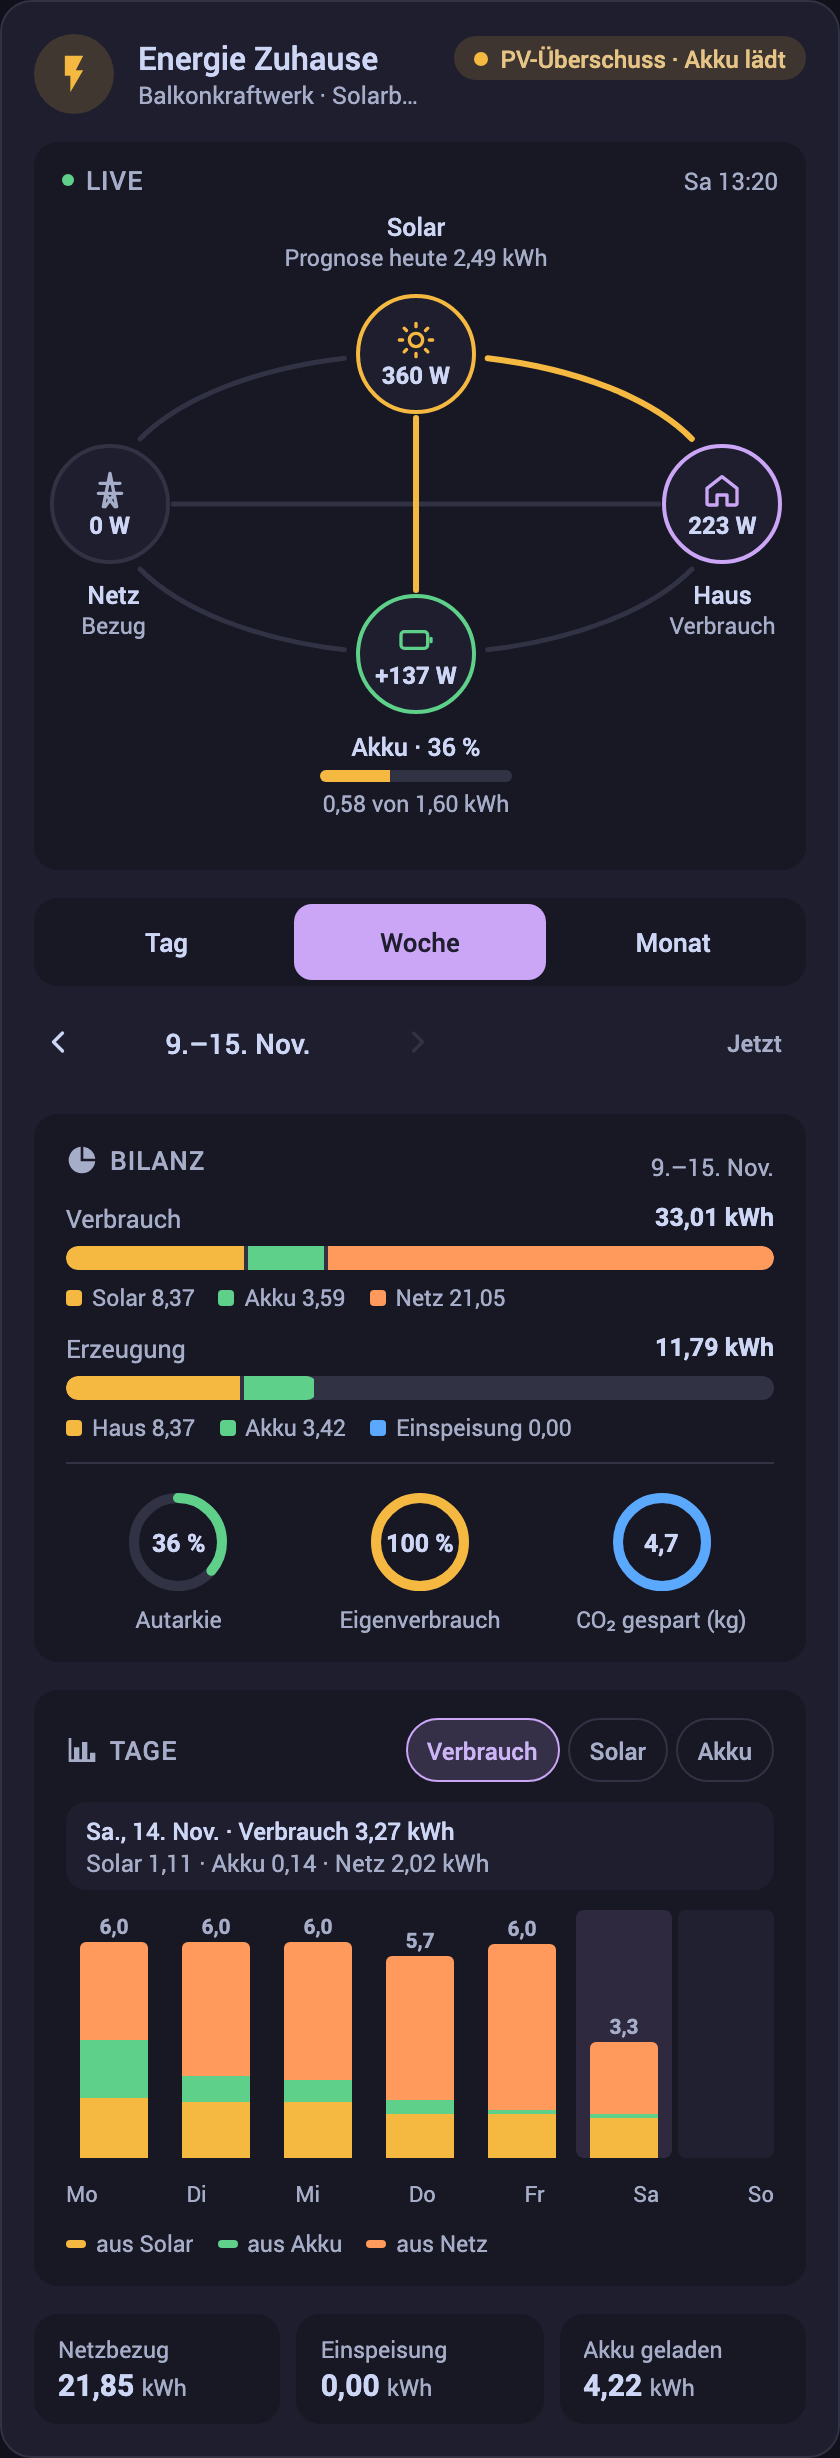 Energie Zuhause
Balkonkraftwerk · Solarb…
PV-Überschuss · Akku lädt
LIVE
Sa 13:20
Solar
Prognose heute 2,49 kWh
360 W
0 W
223 W
Netz
Bezug
Haus
Verbrauch
+137 W
Akku · 36 %
0,58 von 1,60 kWh
Tag
Woche
Monat
9.–15. Nov.
Jetzt
BILANZ
9.–15. Nov.
Verbrauch
33,01 kWh
Solar 8,37
Akku 3,59
Netz 21,05
Erzeugung
11,79 kWh
Haus 8,37
Akku 3,42
Einspeisung 0,00
36 %
100 %
4,7
Autarkie
Eigenverbrauch
CO₂ gespart (kg)
TAGE
Verbrauch
Solar
Akku
Sa., 14. Nov. · Verbrauch 3,27 kWh
Solar 1,11 · Akku 0,14 · Netz 2,02 kWh
6,0
6,0
6,0
5,7
6,0
3,3
Mo
Di
Mi
Do
Fr
Sa
So
aus Solar
aus Akku
aus Netz
Netzbezug
21,85 kWh
Einspeisung
0,00 kWh
Akku geladen
4,22 kWh